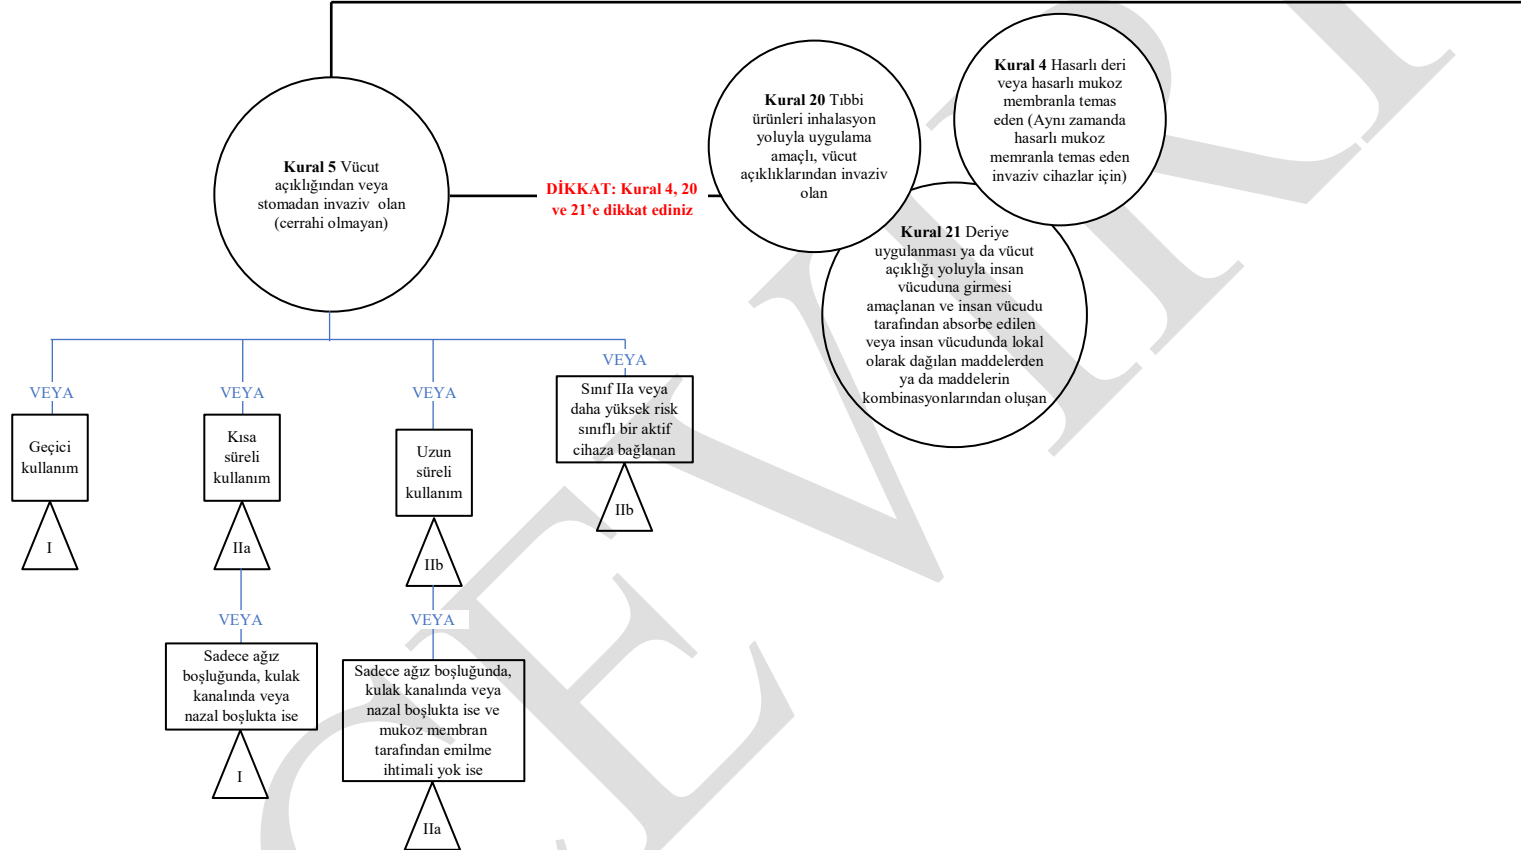 Kural 5 Vücut
açıklığından veya
stomadan invaziv olan
(cerrahi olmayan)
DİKKAT: Kural 4, 20
ve 21’e dikkat ediniz
Kural 20 Tıbbi
ürünleri inhalasyon
yoluyla uygulama
amaçlı, vücut
açıklıklarından invaziv
olan
Kural 4 Hasarlı deri
veya hasarlı mukoz
membranla temas
eden (Aynı zamanda
hasarlı mukoz
memranla temas eden
invaziv cihazlar için)
Kural 21 Deriye
uygulanması ya da vücut
açıklığı yoluyla insan
vücuduna girmesi
amaçlanan ve insan vücudu
tarafından absorbe edilen
veya insan vücudunda lokal
olarak dağılan maddelerden
ya da maddelerin
kombinasyonlarından oluşan
VEYA
Geçici
kullanım
I
VEYA
Kısa
süreli
kullanım
IIa
VEYA
Sadece ağız
boşluğunda, kulak
kanalında veya
nazal boşlukta ise
I
VEYA
Uzun
süreli
kullanım
IIb
VEYA
Sadece ağız boşluğunda,
kulak kanalında veya
nazal boşlukta ise ve
mukoz membran
tarafından emilme
ihtimali yok ise
IIa
VEYA
Sınıf IIa veya
daha yüksek risk
sınıflı bir aktif
cihaza bağlanan
IIb
ÇEVİRİ